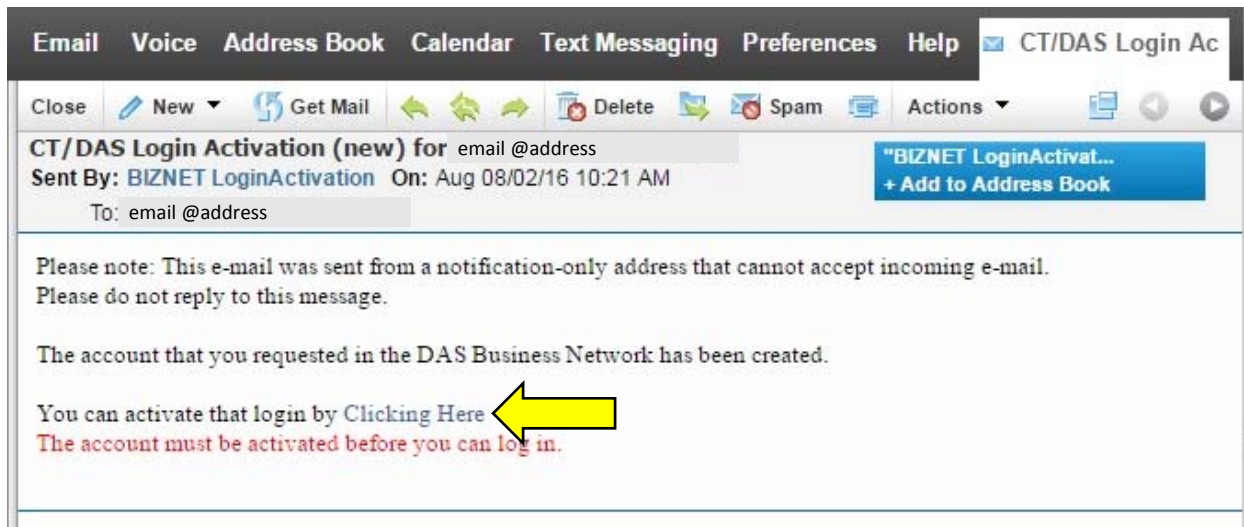 Email Voice Address Book Calendar Text Messaging Preferences Help CT/DAS Login Ac
Close New Get Mail Delete Spam Actions
CT/DAS Login Activation (new) for email @address
"BIZNET LoginActivat...
Sent By: BIZNET LoginActivation On: Aug 08/02/16 10:21 AM
+ Add to Address Book
To: email @address
Please note: This e-mail was sent from a notification-only address that cannot accept incoming e-mail.
Please do not reply to this message.
The account that you requested in the DAS Business Network has been created.
You can activate that login by Clicking Here
The account must be activated before you can log in.